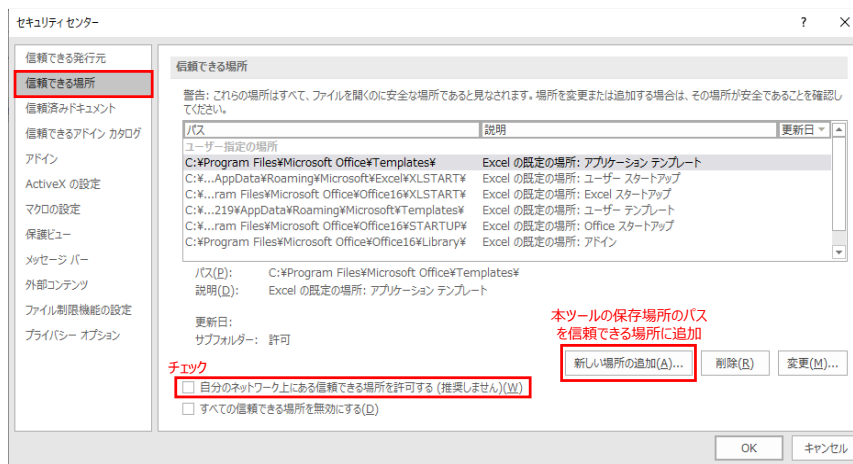 セキュリティ センター
? ×
信頼できる発行元
信頼できる場所
信頼済みドキュメント
信頼できるアドイン カタログ
アドイン
ActiveX の設定
マクロの設定
保護ビュー
メッセージ バー
外部コンテンツ
ファイル制限機能の設定
プライバシー オプション
信頼できる場所
警告: これらの場所はすべて、ファイルを開くのに安全な場所であると見なされます。場所を変更または追加する場合は、その場所が安全であることを確認し
てください。
パス 説明 更新日
ユーザー指定の場所
C:¥Program Files¥Microsoft Office¥Templates¥ Excel の既定の場所: アプリケーション テンプレート
C:¥...AppData¥Roaming¥Microsoft¥Excel¥XLSTART¥ Excel の既定の場所: ユーザー スタートアップ
C:¥...ram Files¥Microsoft Office¥Office16¥XLSTART¥ Excel の既定の場所: Excel スタートアップ
C:¥...219¥AppData¥Roaming¥Microsoft¥Templates¥ Excel の既定の場所: ユーザー テンプレート
C:¥...ram Files¥Microsoft Office¥Office16¥STARTUP¥ Excel の既定の場所: Office スタートアップ
C:¥Program Files¥Microsoft Office¥Office16¥Library¥ Excel の既定の場所: アドイン
パス(P): C:¥Program Files¥Microsoft Office¥Templates¥
説明(D): Excel の既定の場所: アプリケーション テンプレート
更新日:
サブフォルダー: 許可
本ツールの保存場所のパス
を信頼できる場所に追加
新しい場所の追加(A)... 削除(R) 変更(M)...
チェック
自分のネットワーク上にある信頼できる場所を許可する (推奨しません)(W)
すべての信頼できる場所を無効にする(D)
OK キャンセル